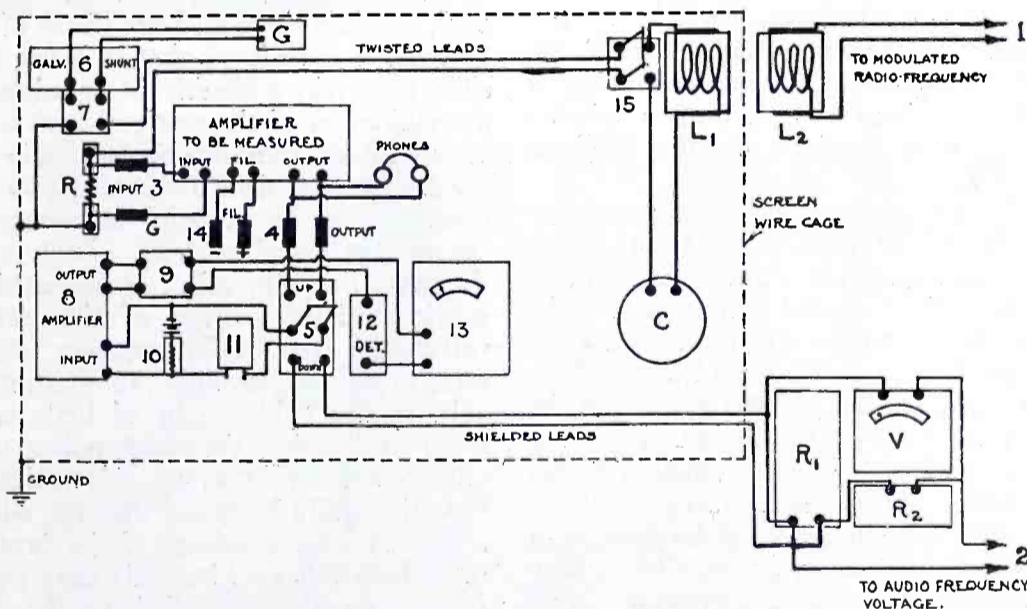 G
TWISTED LEADS
1
GALV.
6
SHUNT
TO MODULATED
RADIO-FREQUENCY
7
15
L1
L2
AMPLIFIER
TO BE MEASURED
PHONES
INPUT
FIL.
OUTPUT
R
INPUT 3
SCREEN
WIRE CAGE
G
14
FIL.
4
OUTPUT
OUTPUT
9
UP
8
5
12
13
C
AMPLIFIER
11
DET.
INPUT
10
DOWN
SHIELDED LEADS
V
R1
GROUND
R2
2
TO AUDIO FREQUENCY
VOLTAGE.